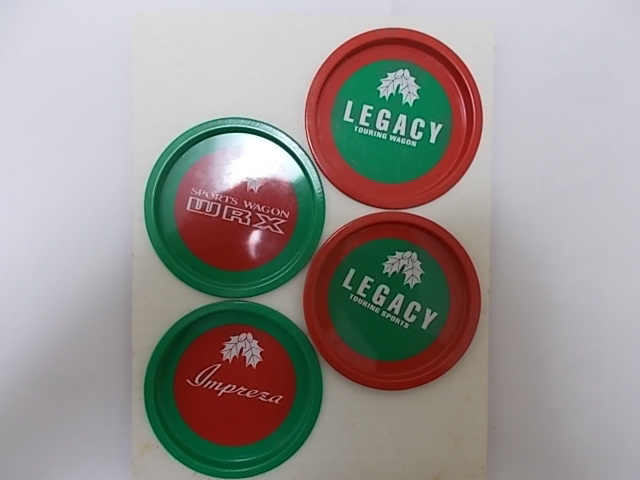 LEGACY
TOURING WAGON
SPORTS WAGON
WRX
LEGACY
TOURING SPORTS
Impreza